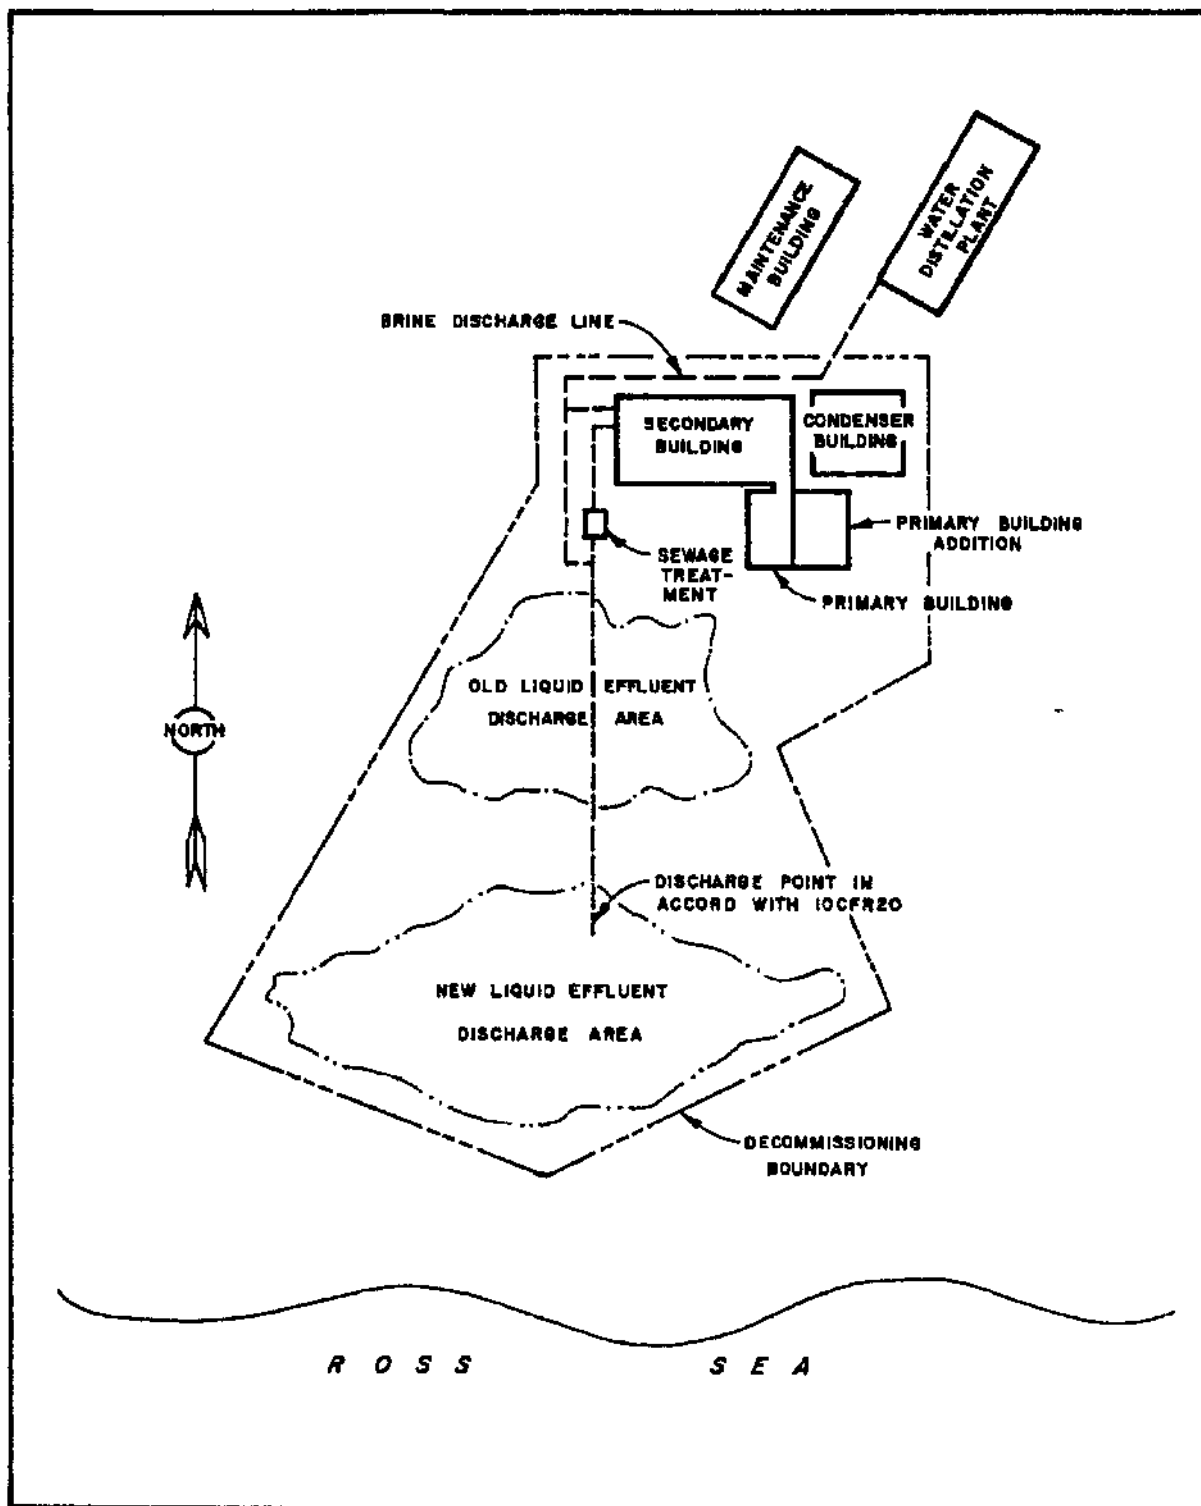 MAINTENANCE
BUILDING
WATER
DISTILLATION
PLANT
BRINE DISCHARGE LINE
SECONDARY
BUILDING
CONDENSER
BUILDING
PRIMARY BUILDING
ADDITION
SEWAGE
TREAT-
MENT
PRIMARY BUILDING
OLD LIQUID EFFLUENT
DISCHARGE AREA
NORTH
DISCHARGE POINT IN
ACCORD WITH 10CFR20
NEW LIQUID EFFLUENT
DISCHARGE AREA
DECOMMISSIONING
BOUNDARY
ROSS SEA